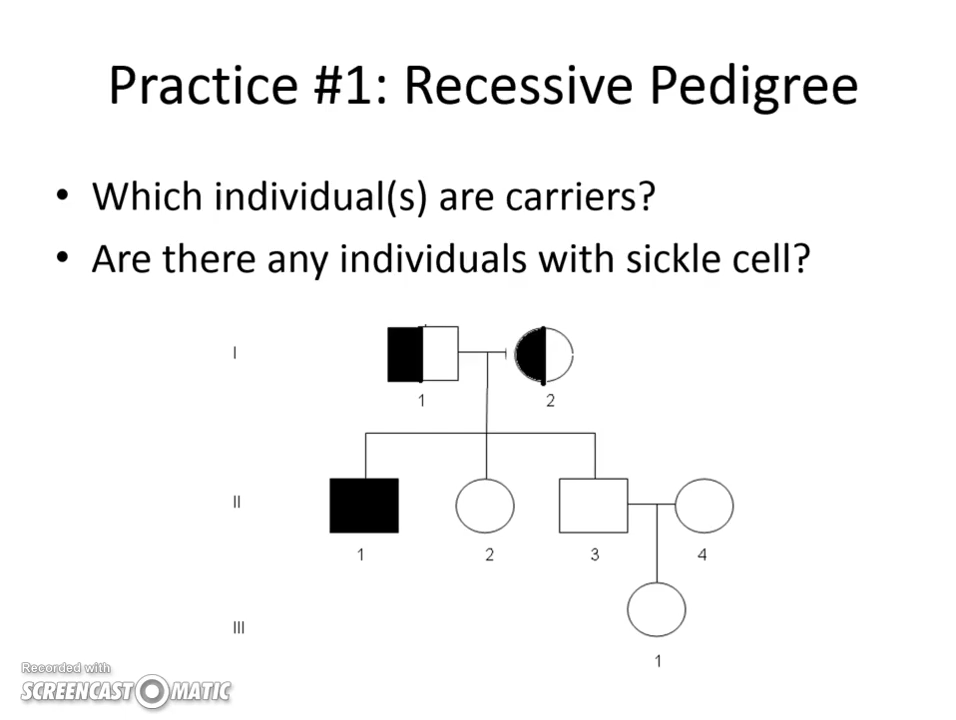 Practice #1: Recessive Pedigree
• Which individual(s) are carriers?
• Are there any individuals with sickle cell?
I
1 2
II
1 2 3 4
III
1
Recorded with
SCREENCAST-O-MATIC